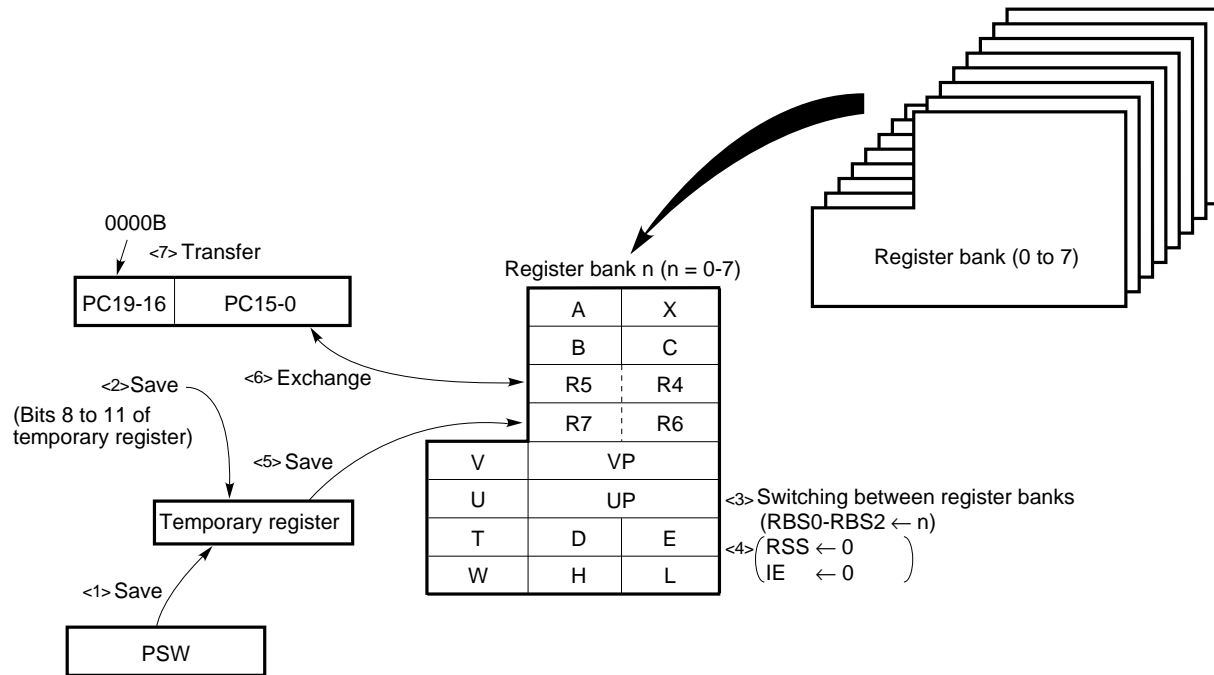 Register bank (0 to 7)
0000B
<7> Transfer
PC19-16 PC15-0
<6> Exchange
<2> Save
(Bits 8 to 11 of
temporary register)
<5> Save
Temporary register
<1> Save
PSW
Register bank n (n = 0-7)
A X
B C
R5 R4
R7 R6
V VP
U UP
T D E
W H L
<3> Switching between register banks
(RBS0-RBS2 ← n)
<4> (RSS ← 0
IE ← 0)